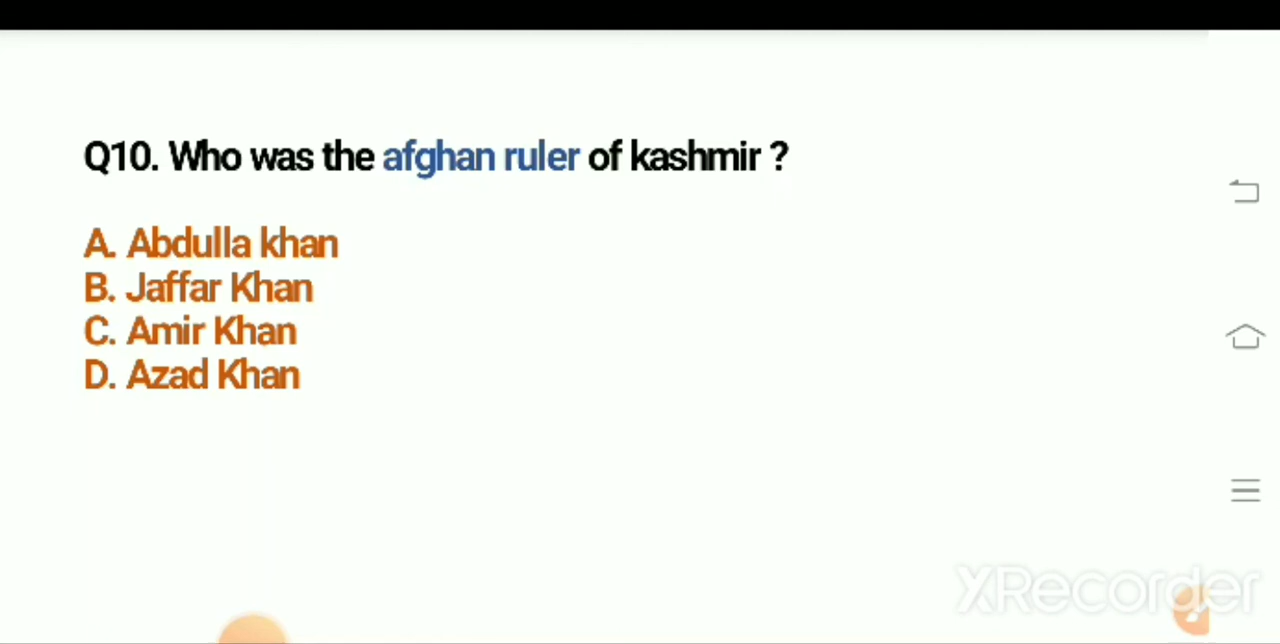 Q10. Who was the afghan ruler of kashmir ?
A. Abdulla khan
B. Jaffar Khan
C. Amir Khan
D. Azad Khan
XRecorder